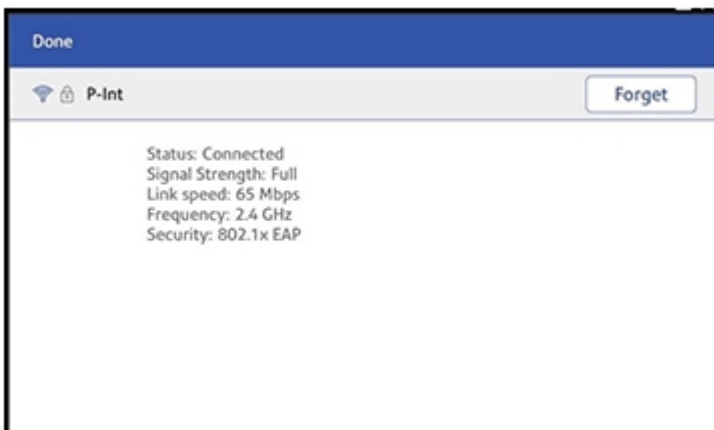 Done
P-Int
Forget
Status: Connected
Signal Strength: Full
Link speed: 65 Mbps
Frequency: 2.4 GHz
Security: 802.1x EAP